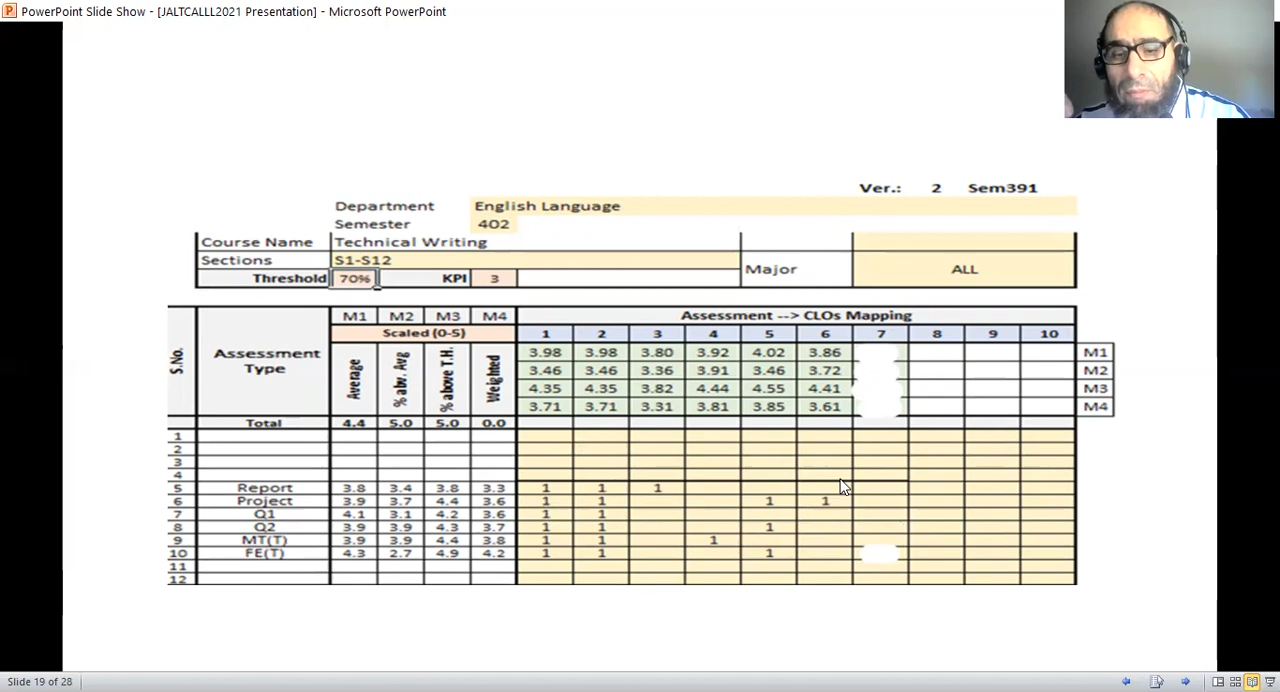 PowerPoint Slide Show - [JALTCALLL2021 Presentation] - Microsoft PowerPoint
Ver.: 2 Sem391
Department English Language
Semester 402
Course Name Technical Writing
Sections S1-S12
Major ALL
Threshold 70% KPI 3
M1 M2 M3 M4 Assessment --> CLOs Mapping
Scaled (0-5) 1 2 3 4 5 6 7 8 9 10
S.No. Assessment Type Average % abv. Avg % above T.H. Weighted
3.98 3.98 3.80 3.92 4.02 3.86 M1
3.46 3.46 3.36 3.91 3.46 3.72 M2
4.35 4.35 3.82 4.44 4.55 4.41 M3
3.71 3.71 3.31 3.81 3.85 3.61 M4
Total 4.4 5.0 5.0 0.0
1
2
3
4
5 Report 3.8 3.4 3.8 3.3 1 1 1
6 Project 3.9 3.7 4.4 3.6 1 1 1 1
7 Q1 4.1 3.1 4.2 3.6 1 1
8 Q2 3.9 3.9 4.3 3.7 1 1 1
9 MT(T) 3.9 3.9 4.4 3.8 1 1 1
10 FE(T) 4.3 2.7 4.9 4.2 1 1 1
11
12
Slide 19 of 28